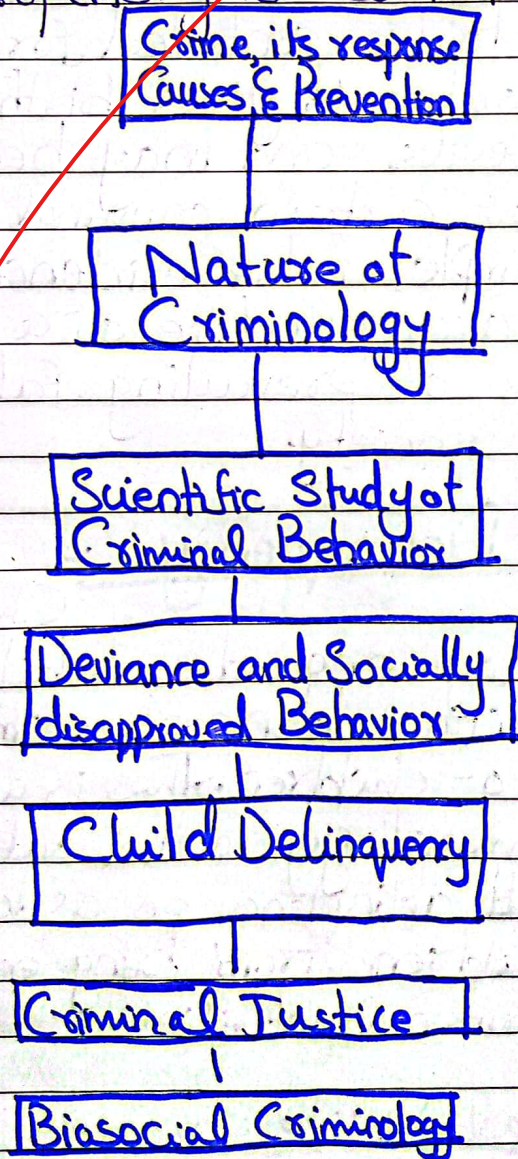 Crime, its response
Causes, & Prevention
Nature of
Criminology
Scientific Study of
Criminal Behavior
Deviance and Socially
disapproved Behavior
Child Delinquency
Criminal Justice
Biosocial Criminology